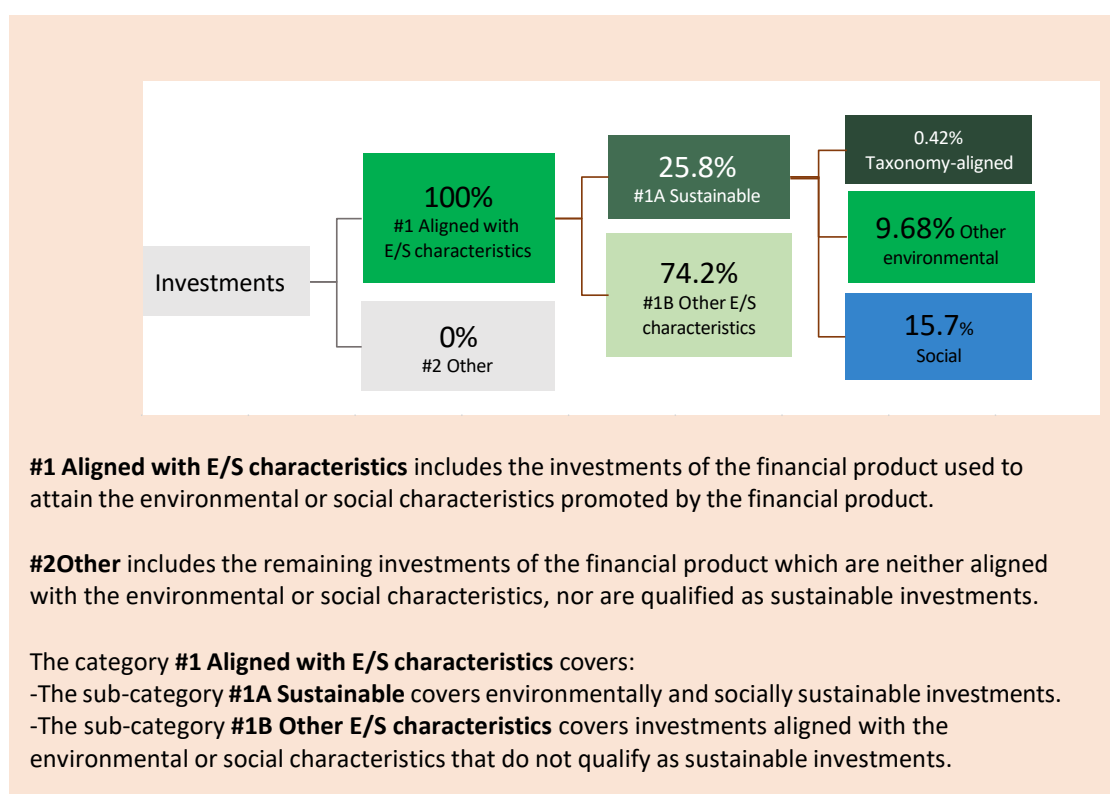 Investments
100%
#1 Aligned with
E/S characteristics
0%
#2 Other
25.8%
#1A Sustainable
74.2%
#1B Other E/S
characteristics
0.42%
Taxonomy-aligned
9.68% Other
environmental
15.7%
Social
#1 Aligned with E/S characteristics includes the investments of the financial product used to
attain the environmental or social characteristics promoted by the financial product.
#2Other includes the remaining investments of the financial product which are neither aligned
with the environmental or social characteristics, nor are qualified as sustainable investments.
The category #1 Aligned with E/S characteristics covers:
-The sub-category #1A Sustainable covers environmentally and socially sustainable investments.
-The sub-category #1B Other E/S characteristics covers investments aligned with the
environmental or social characteristics that do not qualify as sustainable investments.